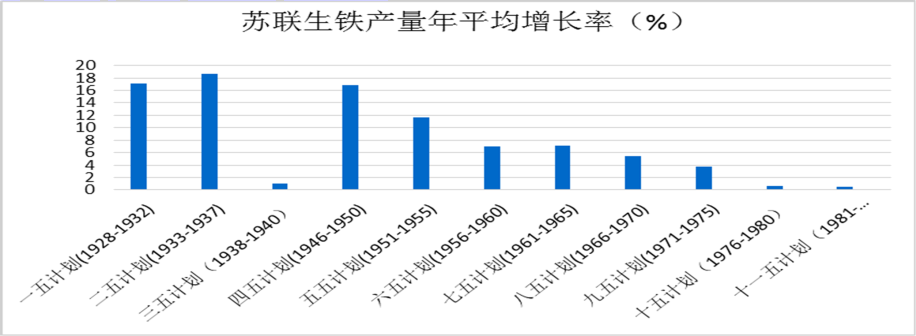 苏联生铁产量年平均增长率（%）
20
18
16
14
12
10
8
6
4
2
0
一五计划(1928-1932)
二五计划(1933-1937)
三五计划（1938-1940）
四五计划(1946-1950)
五五计划(1951-1955)
六五计划(1956-1960)
七五计划(1961-1965)
八五计划(1966-1970)
九五计划(1971-1975)
十五计划（1976-1980）
十一五计划（1981-…